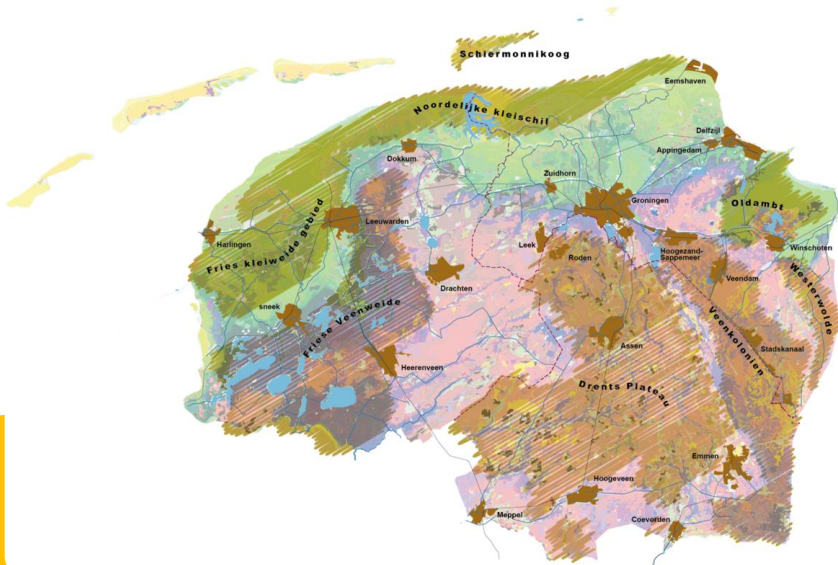 Schiermonnikoog
Eemshaven
Noordelijke kleischil
Delfzijl
Appingedam
Dokkum
Zuidhorn
Groningen
Oldambt
Leeuwarden
Harlingen
Fries kleiweide gebied
Leek
Roden
Hoogezand-
Sappemeer
Winschoten
Veendam
Westerwolde
Drachten
sneek
Friese Veenweide
Veenkolonien
Assen
Stadskanaal
Heerenveen
Drents Plateau
Emmen
Hoogeveen
Meppel
Coevorden